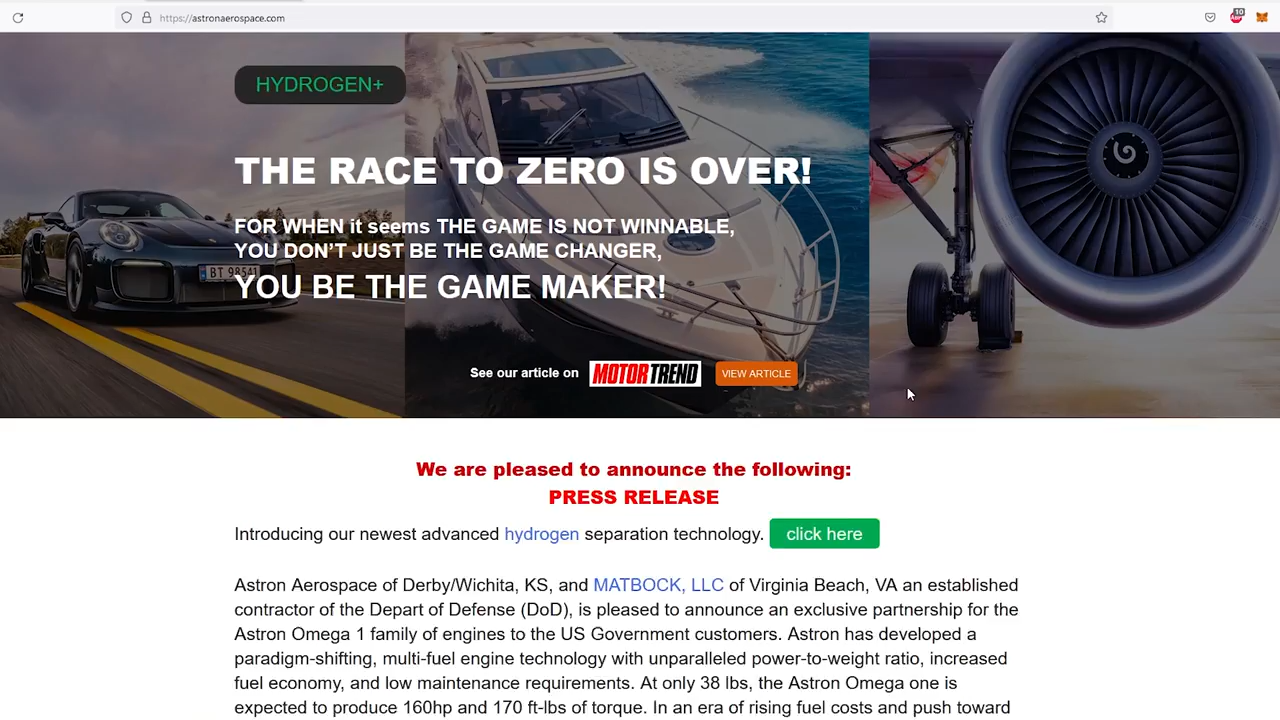 https://astronaerospace.com
10
ABP
HYDROGEN+
THE RACE TO ZERO IS OVER!
FOR WHEN it seems THE GAME IS NOT WINNABLE,
YOU DON’T JUST BE THE GAME CHANGER,
BT 98541
YOU BE THE GAME MAKER!
See our article on MOTORTREND VIEW ARTICLE
We are pleased to announce the following:
PRESS RELEASE
Introducing our newest advanced hydrogen separation technology. click here
Astron Aerospace of Derby/Wichita, KS, and MATBOCK, LLC of Virginia Beach, VA an established
contractor of the Depart of Defense (DoD), is pleased to announce an exclusive partnership for the
Astron Omega 1 family of engines to the US Government customers. Astron has developed a
paradigm-shifting, multi-fuel engine technology with unparalleled power-to-weight ratio, increased
fuel economy, and low maintenance requirements. At only 38 lbs, the Astron Omega one is
expected to produce 160hp and 170 ft-lbs of torque. In an era of rising fuel costs and push toward